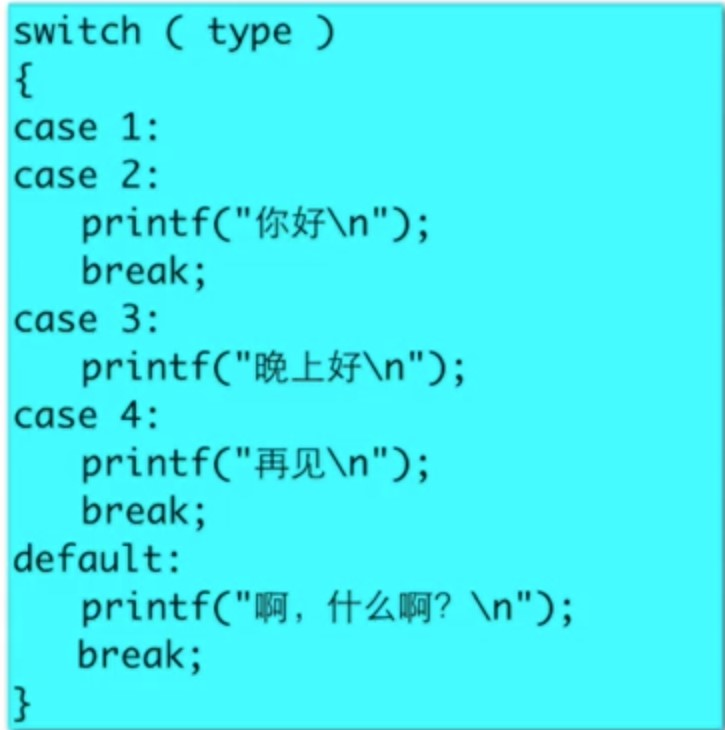 switch ( type )
{
case 1:
case 2:
    printf("你好\n");
    break;
case 3:
    printf("晚上好\n");
case 4:
    printf("再见\n");
    break;
default:
    printf("啊，什么啊？\n");
    break;
}